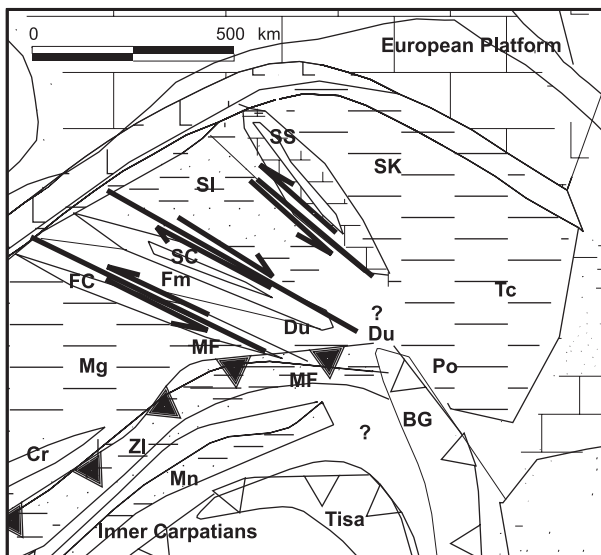 0 500 km
European Platform
SS
SK
SI
SC
FC
Fm
Tc
?
Du
Du
MF
Mg
MF
Po
BG
Cr
ZI
?
Mn
Inner Carpatians
Tisa